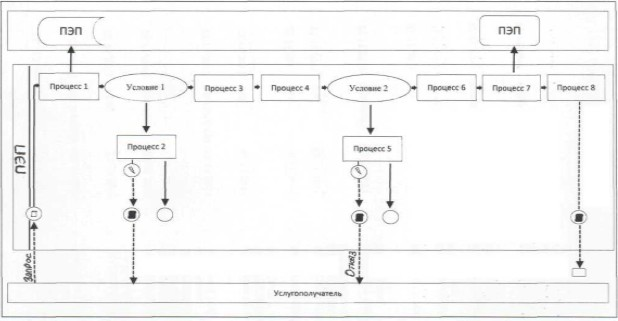 ПЭП ПЭП
Процесс 1 Условие 1 Процесс 3 Процесс 4 Условие 2 Процесс 6 Процесс 7 Процесс 8
Процесс 2 Процесс 5
ПЭП
Запрос Отказ
Услугополучатель